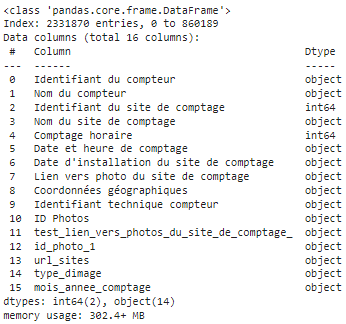 <class 'pandas.core.frame.DataFrame'>
Index: 2331870 entries, 0 to 860189
Data columns (total 16 columns):
 #   Column                                    Dtype
---  ------                                    -----
 0   Identifiant du compteur                   object
 1   Nom du compteur                           object
 2   Identifiant du site de comptage           int64
 3   Nom du site de comptage                   object
 4   Comptage horaire                          int64
 5   Date et heure de comptage                 object
 6   Date d'installation du site de comptage   object
 7   Lien vers photo du site de comptage       object
 8   Coordonnées géographiques                 object
 9   Identifiant technique compteur            object
 10  ID Photos                                 object
 11  test_lien_vers_photos_du_site_de_comptage_  object
 12  id_photo_1                                object
 13  url_sites                                 object
 14  type_dimage                               object
 15  mois_annee_comptage                       object
dtypes: int64(2), object(14)
memory usage: 302.4+ MB